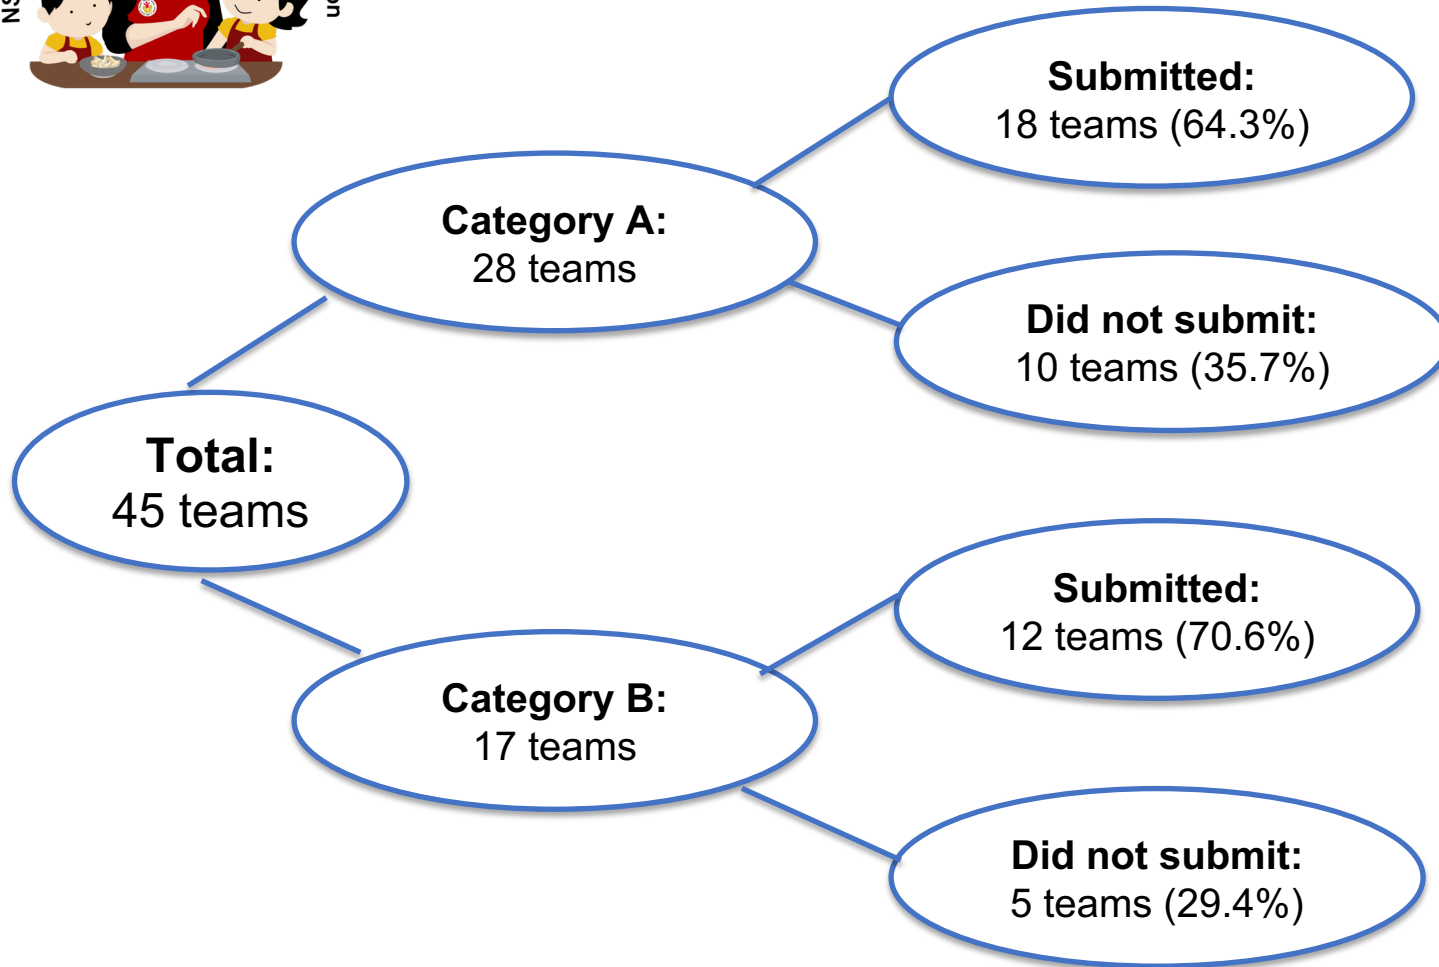 Submitted:
18 teams (64.3%)
Category A:
28 teams
Did not submit:
10 teams (35.7%)
Total:
45 teams
Submitted:
12 teams (70.6%)
Category B:
17 teams
Did not submit:
5 teams (29.4%)